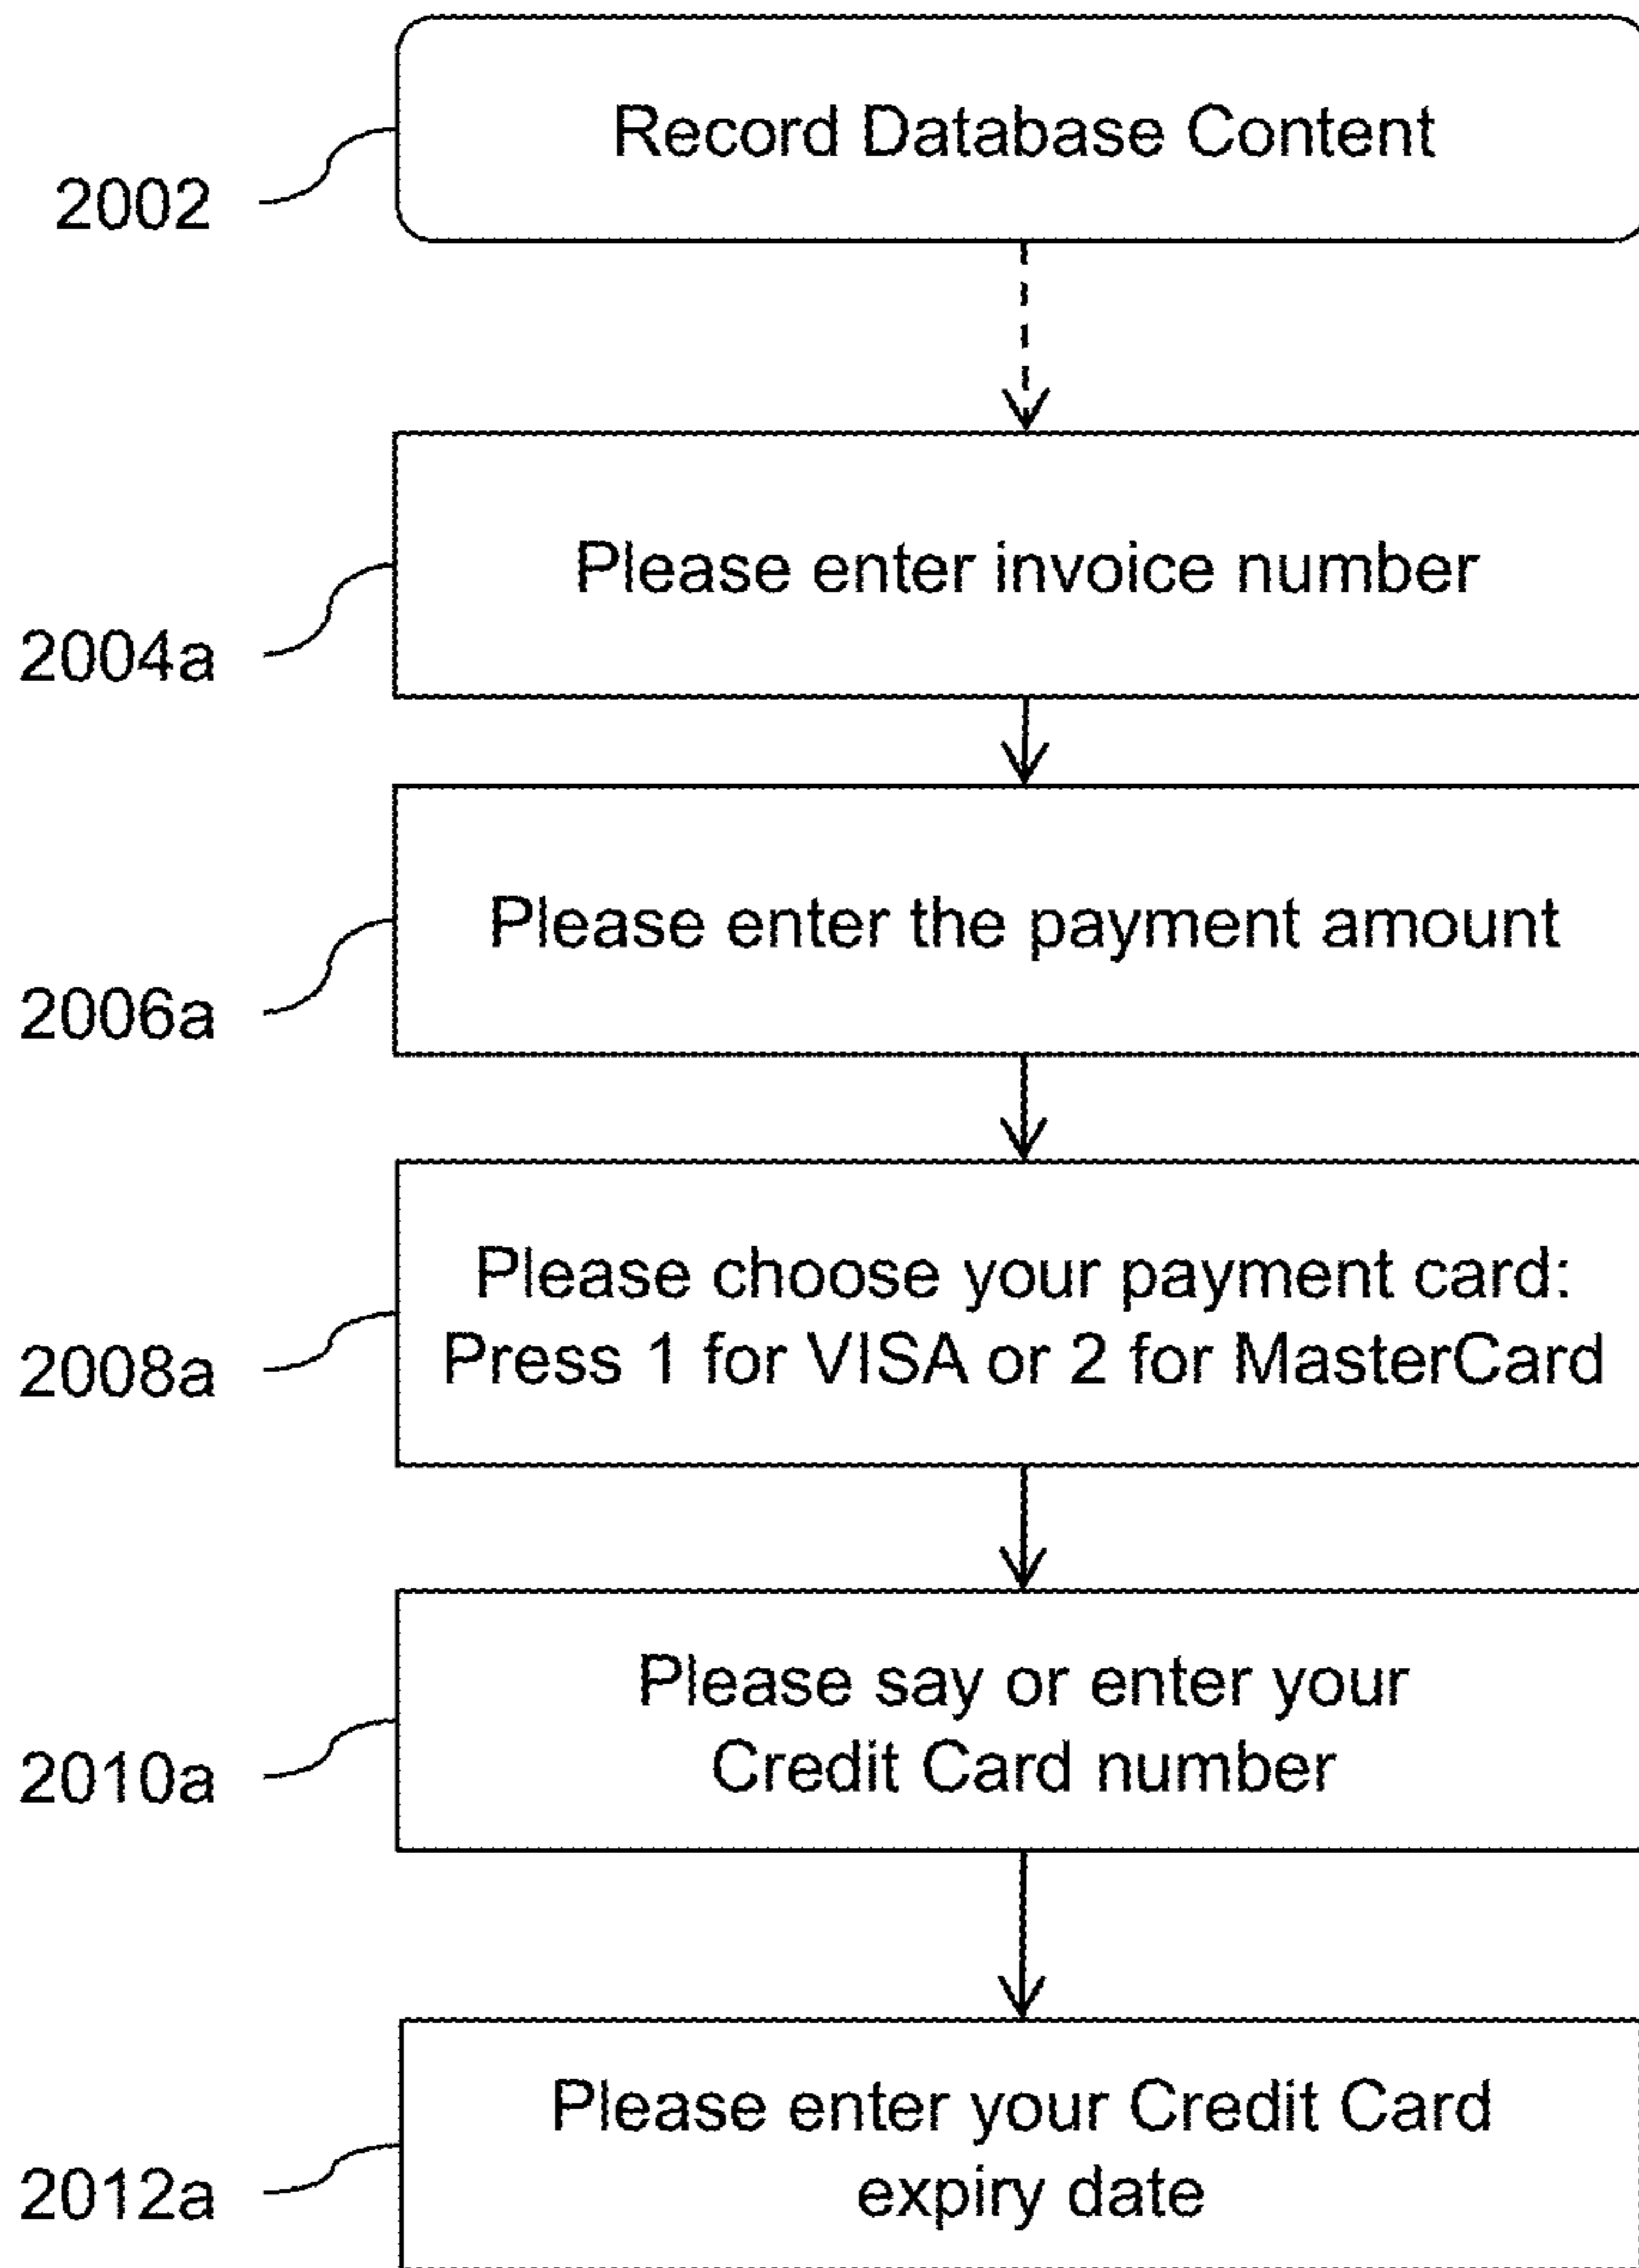 Record Database Content
2002
Please enter invoice number
2004a
Please enter the payment amount
2006a
Please choose your payment card:
Press 1 for VISA or 2 for MasterCard
2008a
Please say or enter your
Credit Card number
2010a
Please enter your Credit Card
expiry date
2012a